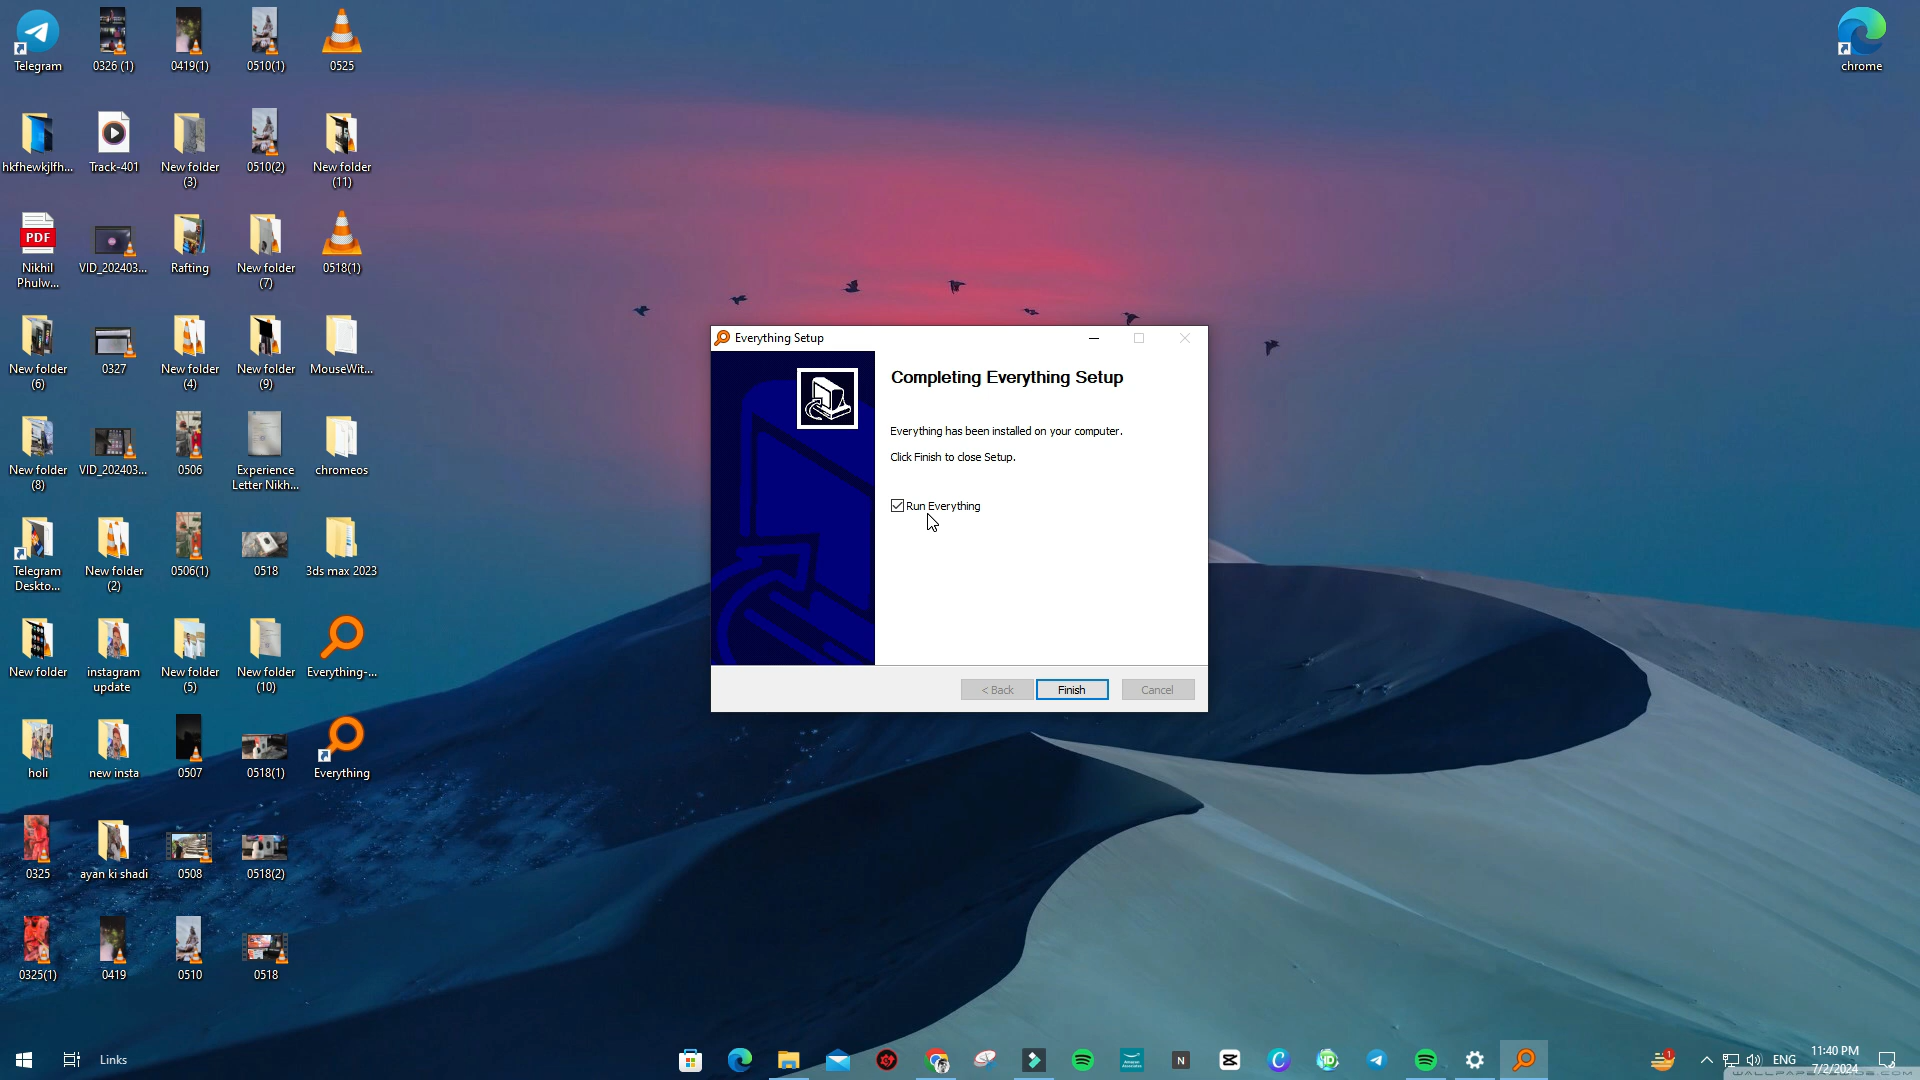 Telegram
0326 (1)
0419(1)
0510(1)
0525
chrome
hkfhewkjlfh...
Track-401
New folder
(3)
0510(2)
New folder
(11)
PDF
Nikhil
Phulw...
VID_202403...
Rafting
New folder
(7)
0518(1)
New folder
(6)
0327
New folder
(4)
New folder
(9)
MouseWit...
New folder
(8)
VID_202403...
0506
Experience
Letter Nikh...
chromeos
Telegram
Deskto...
New folder
(2)
0506(1)
0518
3ds max 2023
New folder
instagram
update
New folder
(5)
New folder
(10)
Everything-...
holi
new insta
0507
0518(1)
Everything
0325
ayan ki shadi
0508
0518(2)
0325(1)
0419
0510
0518
Everything Setup
Completing Everything Setup
Everything has been installed on your computer.
Click Finish to close Setup.
Run Everything
< Back
Finish
Cancel
Links
N
1
ENG
11:40 PM
7/2/2024